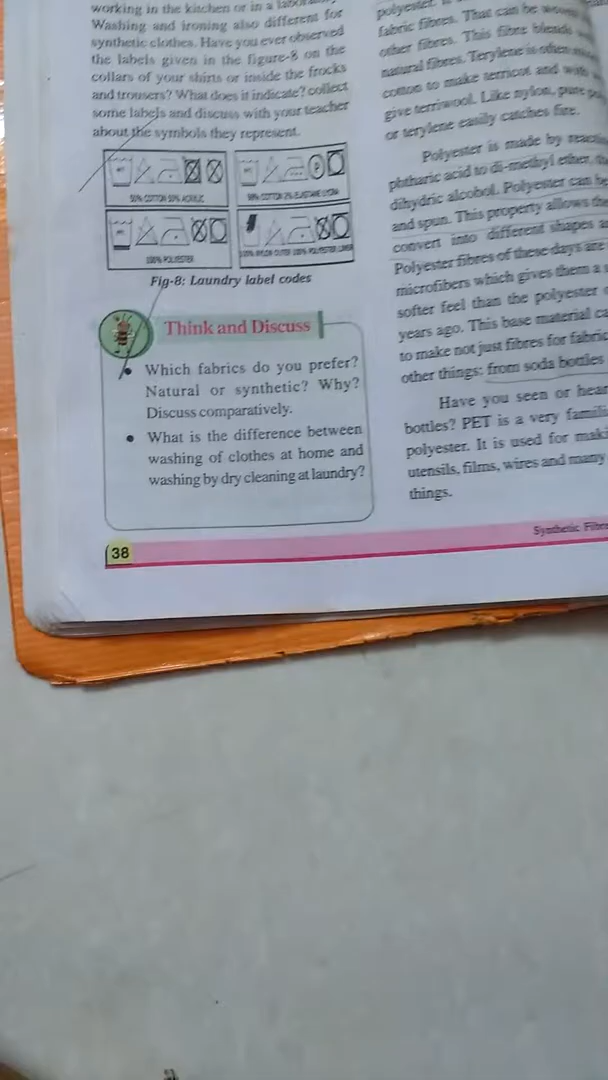 working in the kitchen or in a
Washing and ironing also different for
synthetic clothes. Have you ever observed
the labels given in the figure-8 on the
collars of your shirts or inside the frocks
and trousers? What does it indicate? collect
some labels and discuss with your teacher
about the symbols they represent.
50% COTTON 50% ACRYLIC
98% COTTON 2% ELASTANE LYCRA
100% POLYESTER
100% NYLON OUTER 100% POLYESTER LINER
Fig-8: Laundry label codes
Think and Discuss
• Which fabrics do you prefer?
Natural or synthetic? Why?
Discuss comparatively.
• What is the difference between
washing of clothes at home and
washing by dry cleaning at laundry?
38
polyester.
fabric fibres. That can be
other fibres. This fibre blends
natural fibres. Terylene is often
cotton to make terricot and with
give terriwool. Like nylon, pure
or terylene easily catches fire.
Polyester is made by
phtharic acid to di-methyl ether,
dihydric alcohol. Polyester can be
and spun. This property allows
convert into different shapes
Polyester fibres of these days are
microfibers which gives them a
softer feel than the polyester
years ago. This base material
to make not just fibres for
other things: from soda bottles
Have you seen or
bottles? PET is a very
polyester. It is used for
utensils, films, wires and many
things.
Synthetic